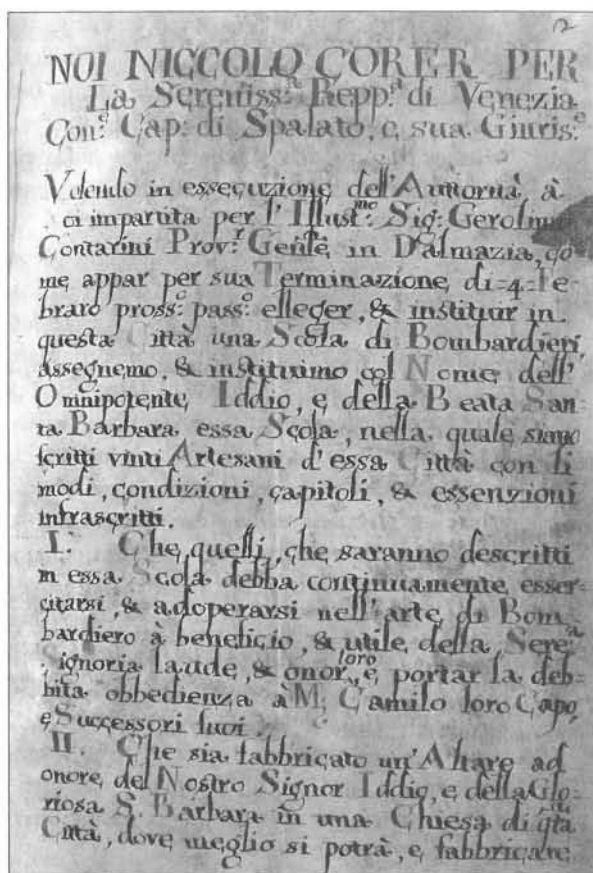 12
NOI NICCOLO CORER PER
La Sereniss.ª Repp.ª di Venezia
Con.ᵉ Cap: di Spalato, e sua Giuris.ᵉ
Volendo in essecuzione dell'Auttorità à
oi impartita per l'Illust.ᵐᵒ Sig: Gerolmo
Contarini Prov.ʳ Gen̅le in Dalmazia, co
me appar per sua Terminazione di=4=Fe=
braro pross.º pass.º elleger, & instituir in
questa Città una Scola di Bombardieri,
assegnemo, & instituimo col Nome dell'
Omnipotente Iddio, e della Beata San
ta Barbara essa Scola, nella quale siano
scritti vinti Artesani d'essa Città con li
modi, condizioni, capitoli, & essenzioni
infrascritti.
I. Che quelli, che saranno descritti
in essa Scola debba continuamente esser=
citarsi, & adoperarsi nell'arte di Bom=
bardiero à beneficio, & utile della Sere:ª
Signoria laude, & onor loro e portar la deb=
bita obbedienza à M; Camilo loro Capo,
e Successori suoi.
II. Che sia fabbricato un'Altare ad
onore del Nostro Signor Iddio, e della Glo=
riosa S. Barbara in una Chiesa di q̅ta
Città, dove meglio si potrà, e fabbricare